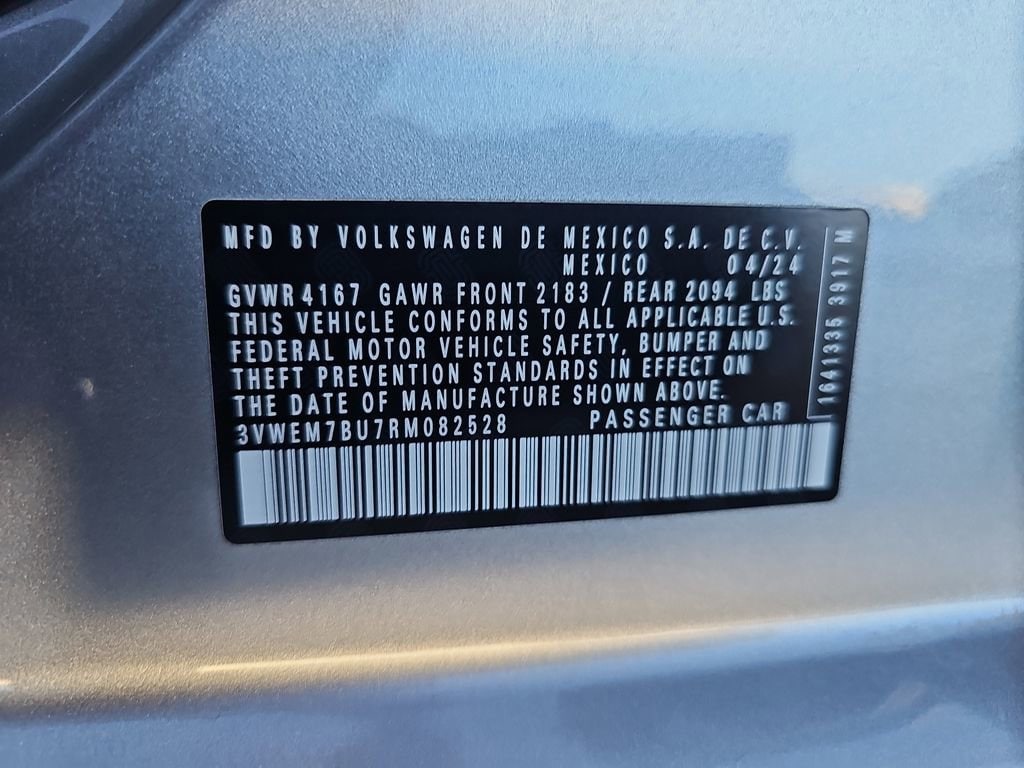 MFD BY VOLKSWAGEN DE MEXICO S.A. DE C.V.
MEXICO 04/24
GVWR 4167 GAWR FRONT 2183 / REAR 2094 LBS
THIS VEHICLE CONFORMS TO ALL APPLICABLE U.S.
FEDERAL MOTOR VEHICLE SAFETY, BUMPER AND
THEFT PREVENTION STANDARDS IN EFFECT ON
THE DATE OF MANUFACTURE SHOWN ABOVE.
3VWEM7BU7RM082528 PASSENGER CAR
1641335 3917 M